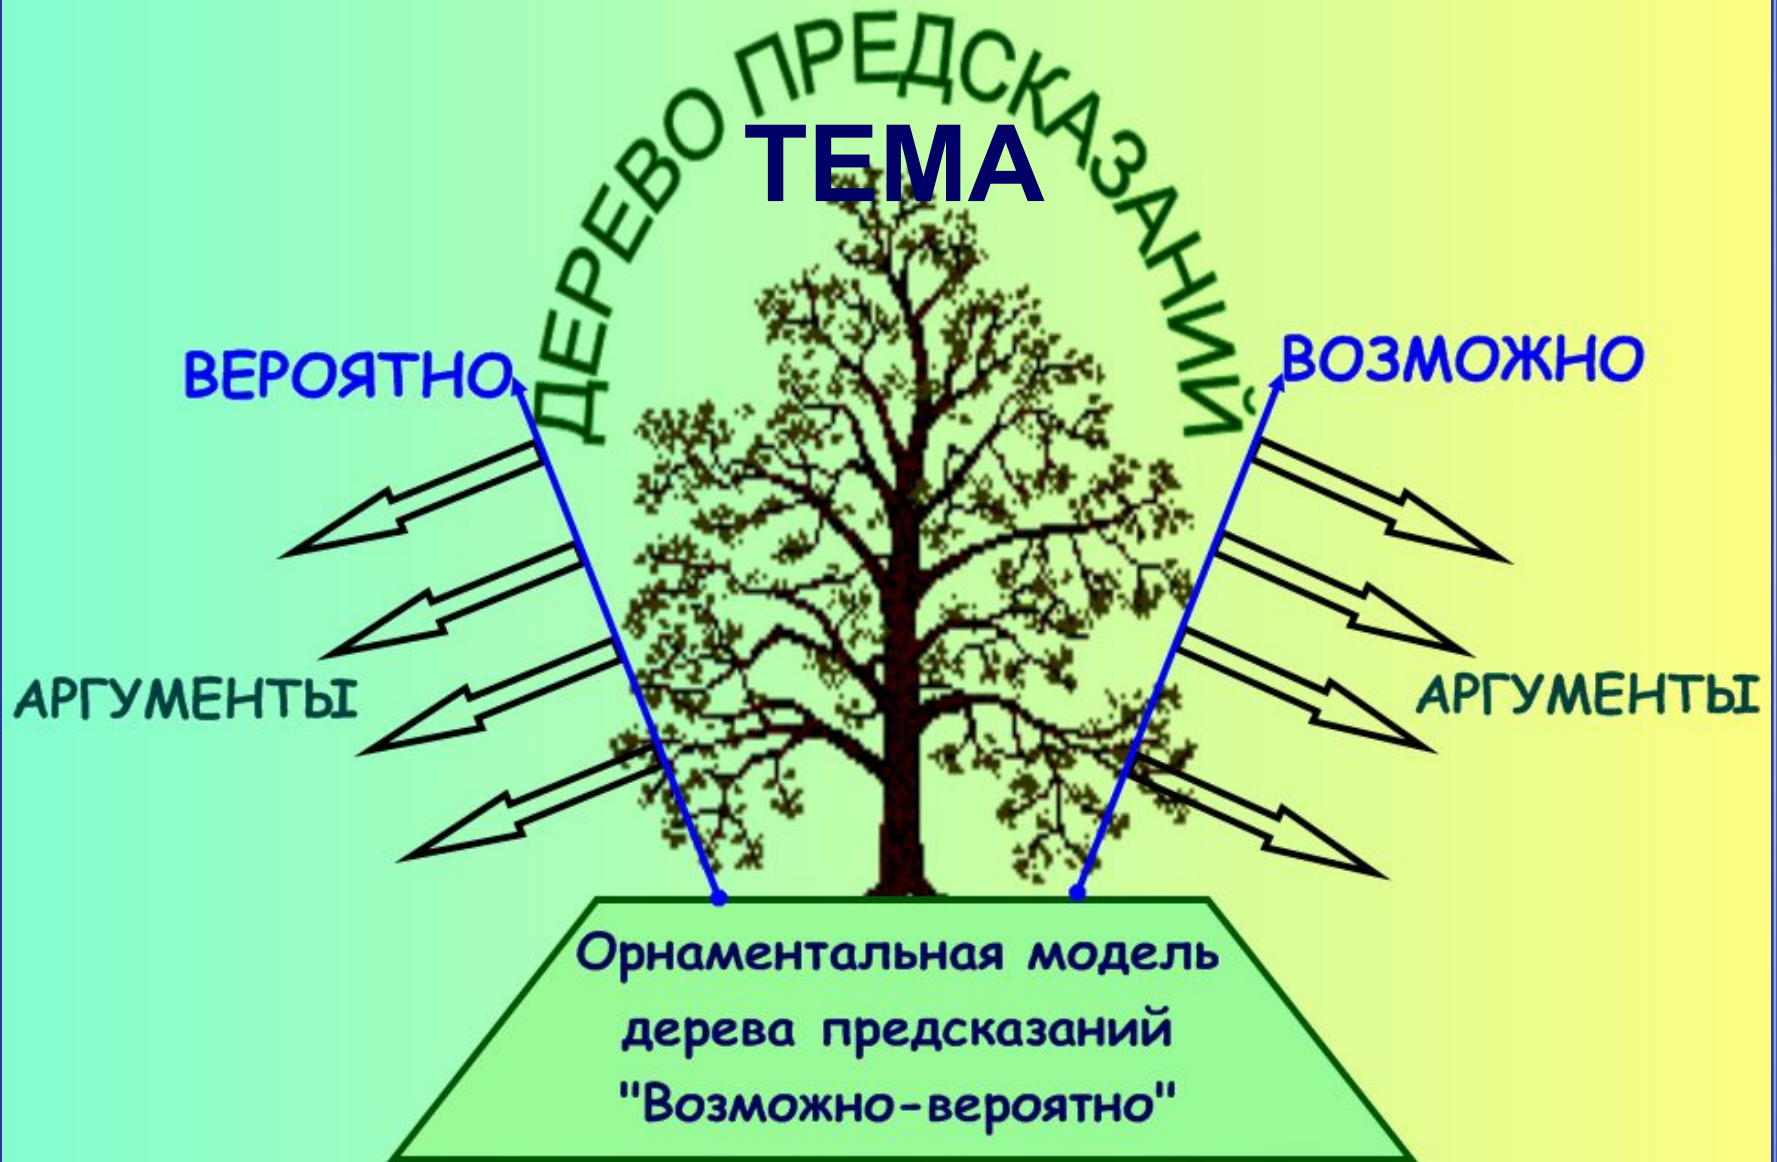 ДЕРЕВО ПРЕДСКАЗАНИЙ
ТЕМА
ВЕРОЯТНО
ВОЗМОЖНО
АРГУМЕНТЫ
АРГУМЕНТЫ
Орнаментальная модель
дерева предсказаний
"Возможно-вероятно"